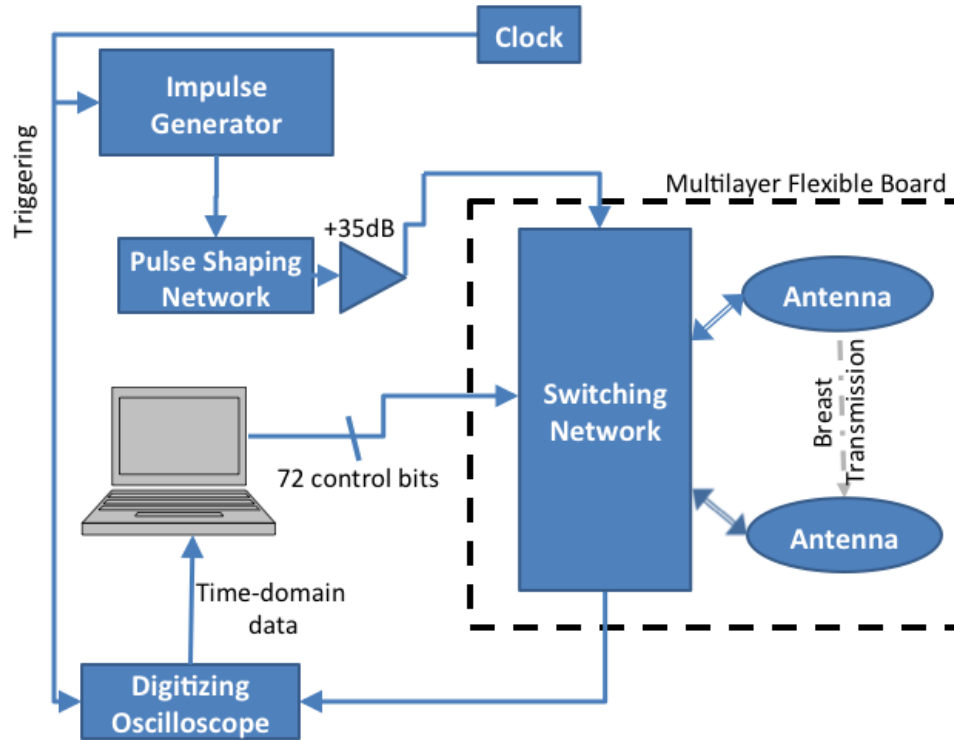 Clock
Impulse
Generator
Triggering
Multilayer Flexible Board
+35dB
Pulse Shaping
Network
Antenna
Switching
Network
Breast
Transmission
72 control bits
Antenna
Time-domain
data
Digitizing
Oscilloscope